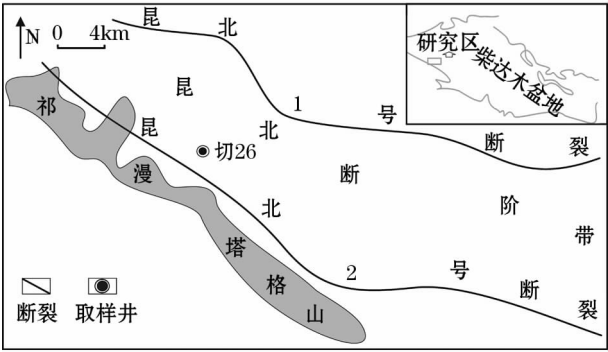 N
0 4km
昆北1号断裂
研究区
柴达木盆地
昆北断阶带
切26
昆北2号断裂
祁漫塔格山
断裂
取样井